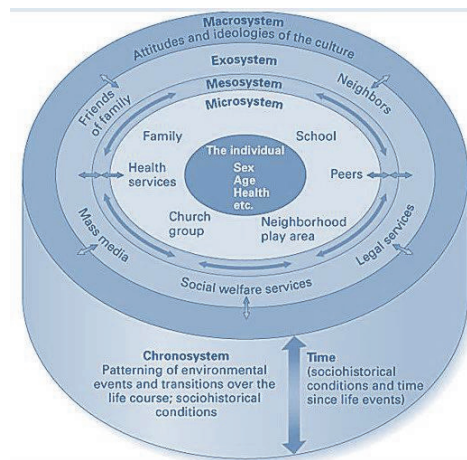 Macrosystem
Attitudes and ideologies of the culture
Exosystem
Mesosystem
Microsystem
Friends
of family
Neighbors
Family
School
The individual
Sex
Age
Health
etc.
Health
services
Peers
Church
group
Neighborhood
play area
Mass media
Legal services
Social welfare services
Chronosystem
Patterning of environmental
events and transitions over the
life course; sociohistorical
conditions
Time
(sociohistorical
conditions and time
since life events)